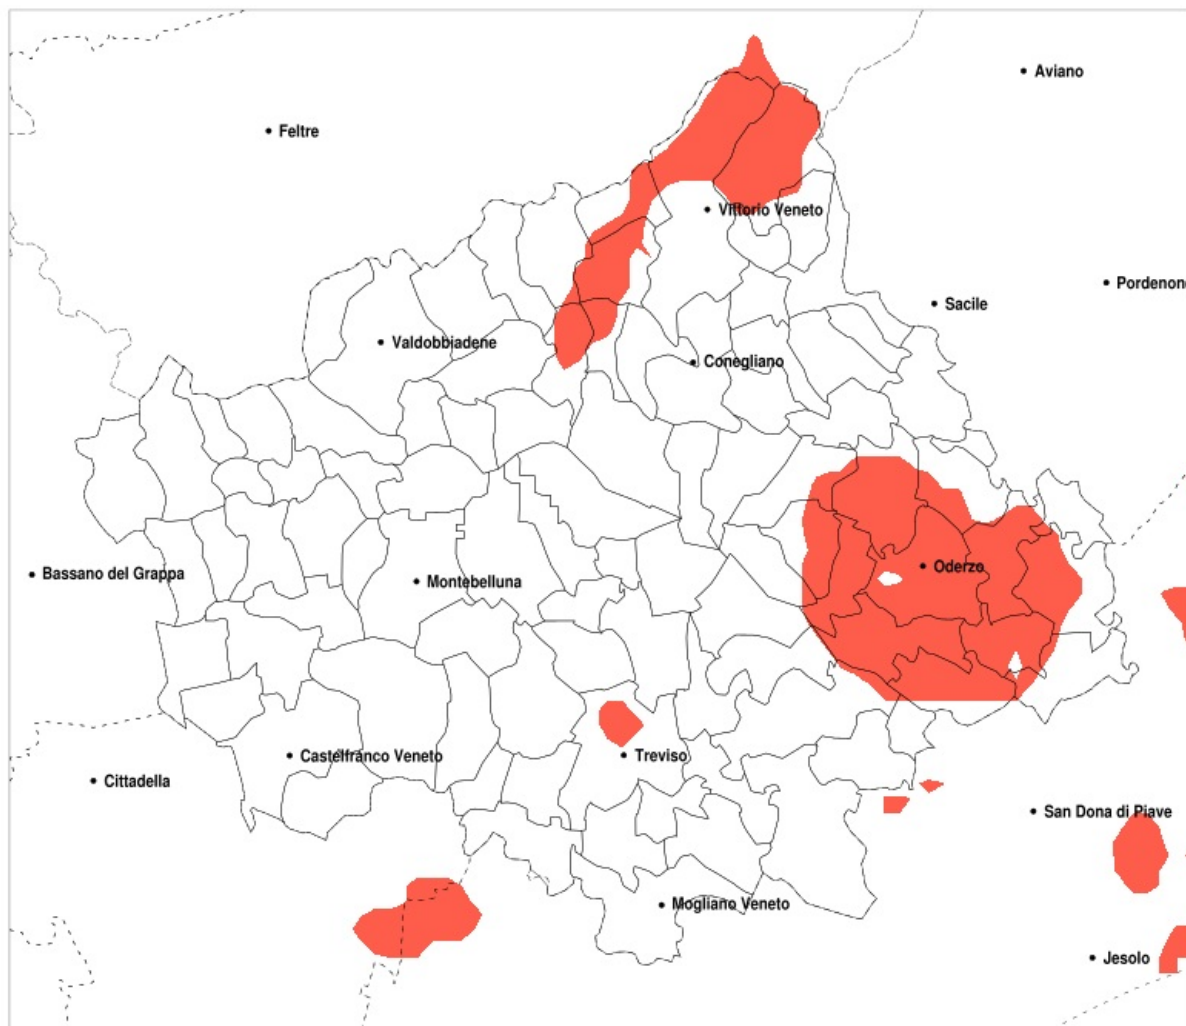 Aviano
Feltre
Vittorio Veneto
Pordenon
Sacile
Valdobbiadene
Conegliano
Oderzo
Bassano del Grappa
Montebelluna
Castelfranco Veneto
Treviso
Cittadella
San Dona di Piave
Mogliano Veneto
Jesolo